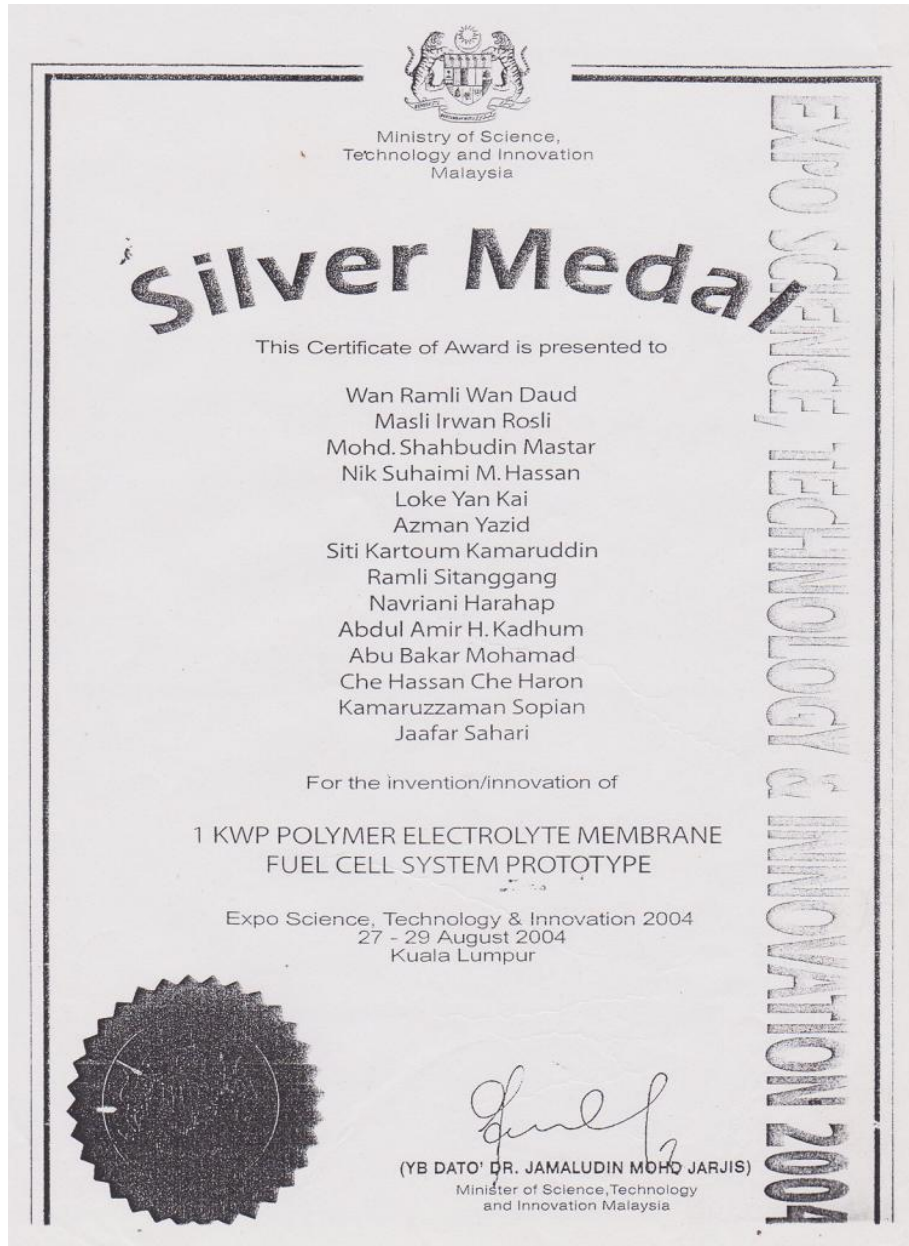 Ministry of Science,
Technology and Innovation
Malaysia
Silver Medal
This Certificate of Award is presented to
Wan Ramli Wan Daud
Masli Irwan Rosli
Mohd. Shahbudin Mastar
Nik Suhaimi M. Hassan
Loke Yan Kai
Azman Yazid
Siti Kartoum Kamaruddin
Ramli Sitanggang
Navriani Harahap
Abdul Amir H. Kadhum
Abu Bakar Mohamad
Che Hassan Che Haron
Kamaruzzaman Sopian
Jaafar Sahari
For the invention/innovation of
1 KWP POLYMER ELECTROLYTE MEMBRANE
FUEL CELL SYSTEM PROTOTYPE
Expo Science, Technology & Innovation 2004
27 - 29 August 2004
Kuala Lumpur
(YB DATO' DR. JAMALUDIN MOHD JARJIS)
Minister of Science, Technology
and Innovation Malaysia
EXPO SCIENCE, TECHNOLOGY & INNOVATION 2004